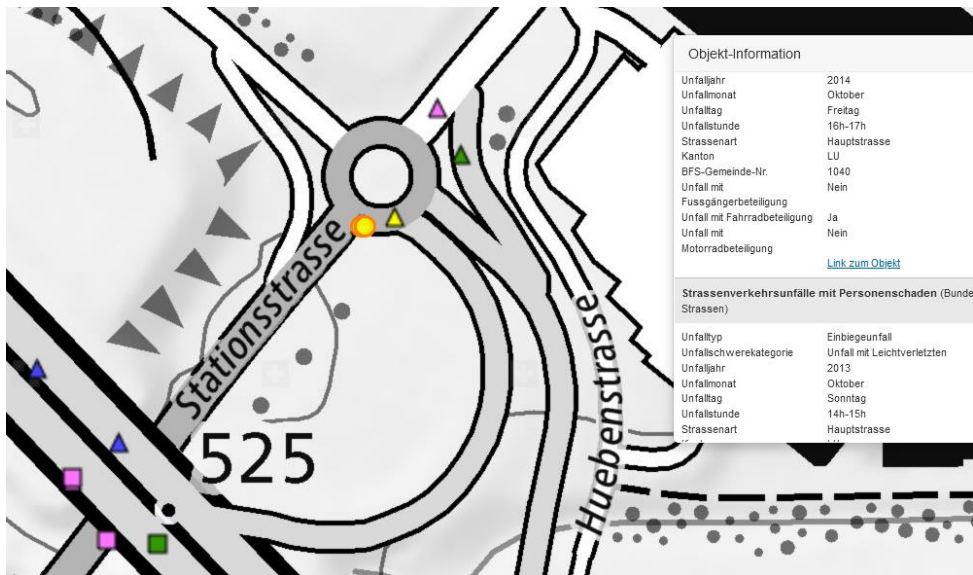 Stationsstrasse
525
Huebenstrasse
Objekt-Information
Unfalljahr 2014
Unfallmonat Oktober
Unfalltag Freitag
Unfallstunde 16h-17h
Strassenart Hauptstrasse
Kanton LU
BFS-Gemeinde-Nr. 1040
Unfall mit Nein
Fussgängerbeteiligung
Unfall mit Fahrradbeteiligung Ja
Unfall mit Nein
Motorradbeteiligung
Link zum Objekt
Strassenverkehrsunfälle mit Personenschaden (Bunde
Strassen)
Unfalltyp Einbiegeunfall
Unfallschwerekategorie Unfall mit Leichtverletzten
Unfalljahr 2013
Unfallmonat Oktober
Unfalltag Sonntag
Unfallstunde 14h-15h
Strassenart Hauptstrasse